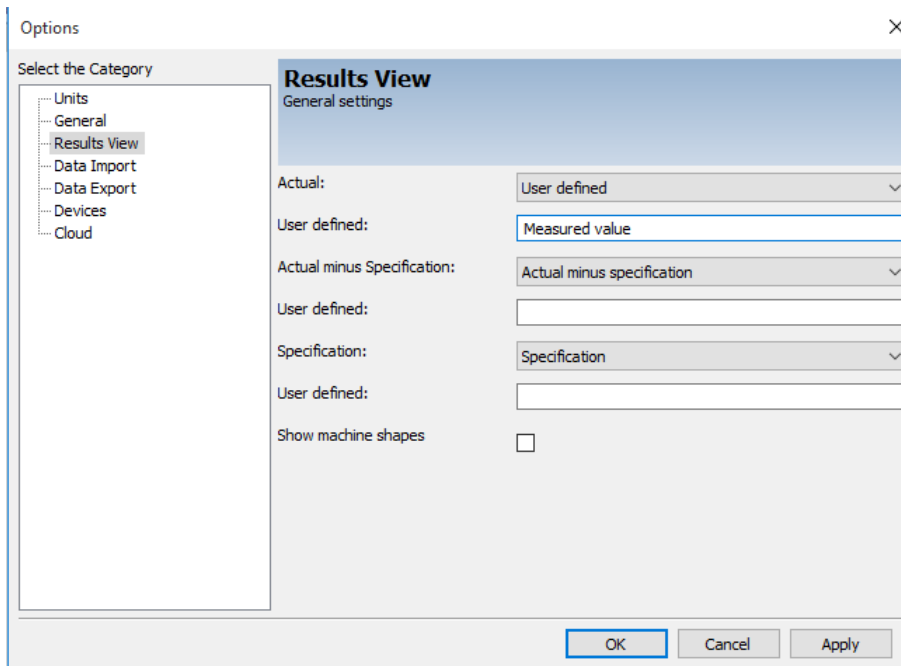 Options
Select the Category
Units
General
Results View
Data Import
Data Export
Devices
Cloud
Results View
General settings
Actual: User defined
User defined: Measured value
Actual minus Specification: Actual minus specification
User defined:
Specification: Specification
User defined:
Show machine shapes
OK Cancel Apply